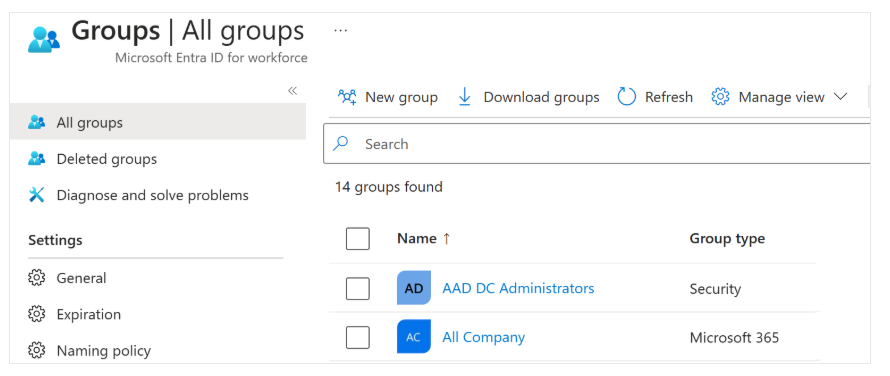 Groups | All groups ...
Microsoft Entra ID for workforce
«
All groups
Deleted groups
Diagnose and solve problems
Settings
General
Expiration
Naming policy
New group Download groups Refresh Manage view
Search
14 groups found
Name ↑ Group type
AD AAD DC Administrators Security
AC All Company Microsoft 365